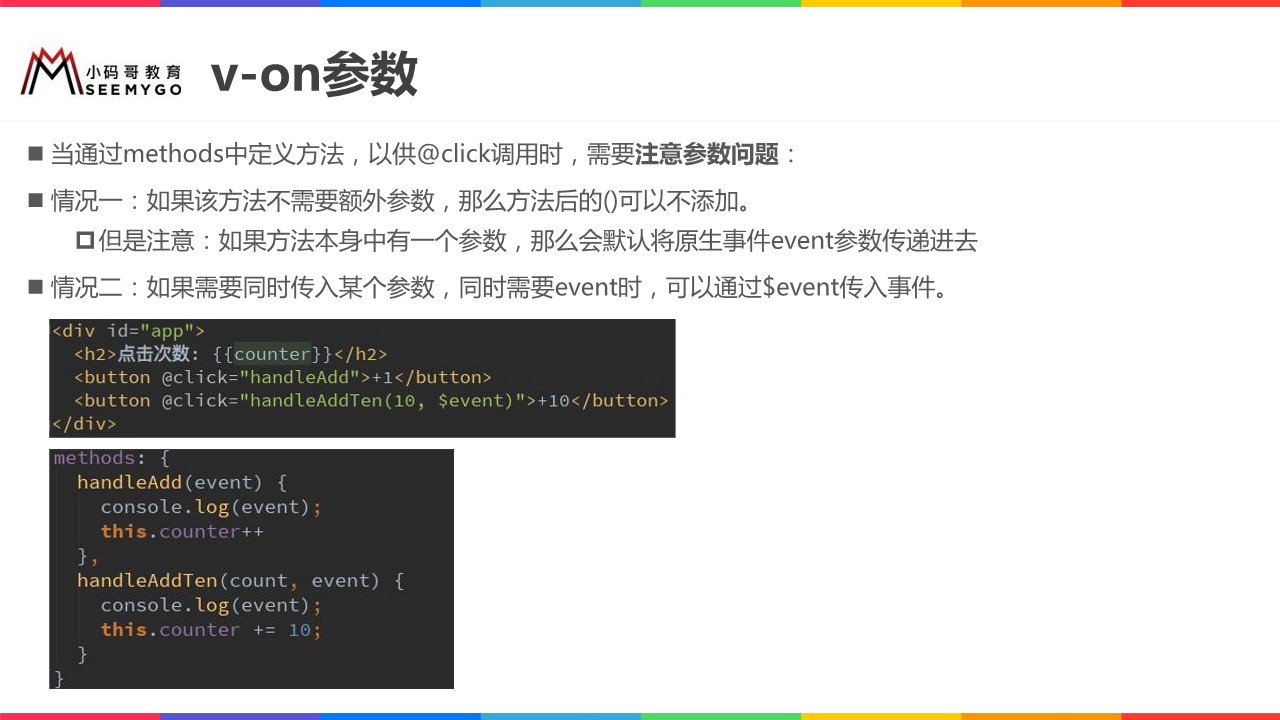 小码哥教育
SEEMYGO
v-on参数
当通过methods中定义方法，以供@click调用时，需要注意参数问题：
情况一：如果该方法不需要额外参数，那么方法后的()可以不添加。
但是注意：如果方法本身中有一个参数，那么会默认将原生事件event参数传递进去
情况二：如果需要同时传入某个参数，同时需要event时，可以通过$event传入事件。
<div id="app">
  <h2>点击次数: {{counter}}</h2>
  <button @click="handleAdd">+1</button>
  <button @click="handleAddTen(10, $event)">+10</button>
</div>
methods: {
  handleAdd(event) {
    console.log(event);
    this.counter++
  },
  handleAddTen(count, event) {
    console.log(event);
    this.counter += 10;
  }
}